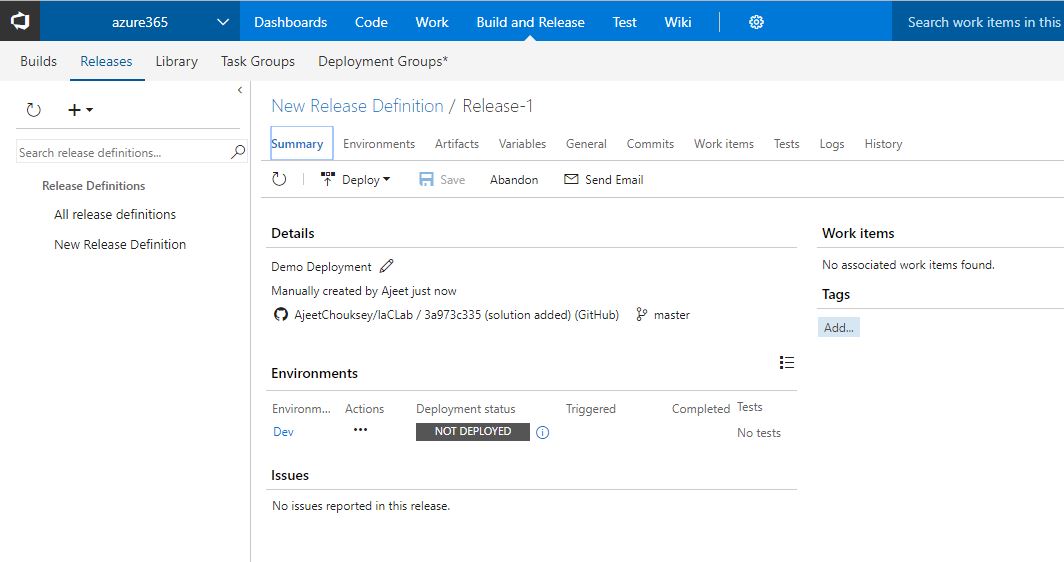 azure365 Dashboards Code Work Build and Release Test Wiki Search work items in this
Builds Releases Library Task Groups Deployment Groups*
New Release Definition / Release-1
Summary Environments Artifacts Variables General Commits Work items Tests Logs History
Search release definitions...
Deploy Save Abandon Send Email
Release Definitions
All release definitions
New Release Definition
Details
Demo Deployment
Manually created by Ajeet just now
AjeetChouksey/IaCLab / 3a973c335 (solution added) (GitHub) master
Work items
No associated work items found.
Tags
Add...
Environments
Environm... Actions Deployment status Triggered Completed Tests
Dev ••• NOT DEPLOYED No tests
Issues
No issues reported in this release.